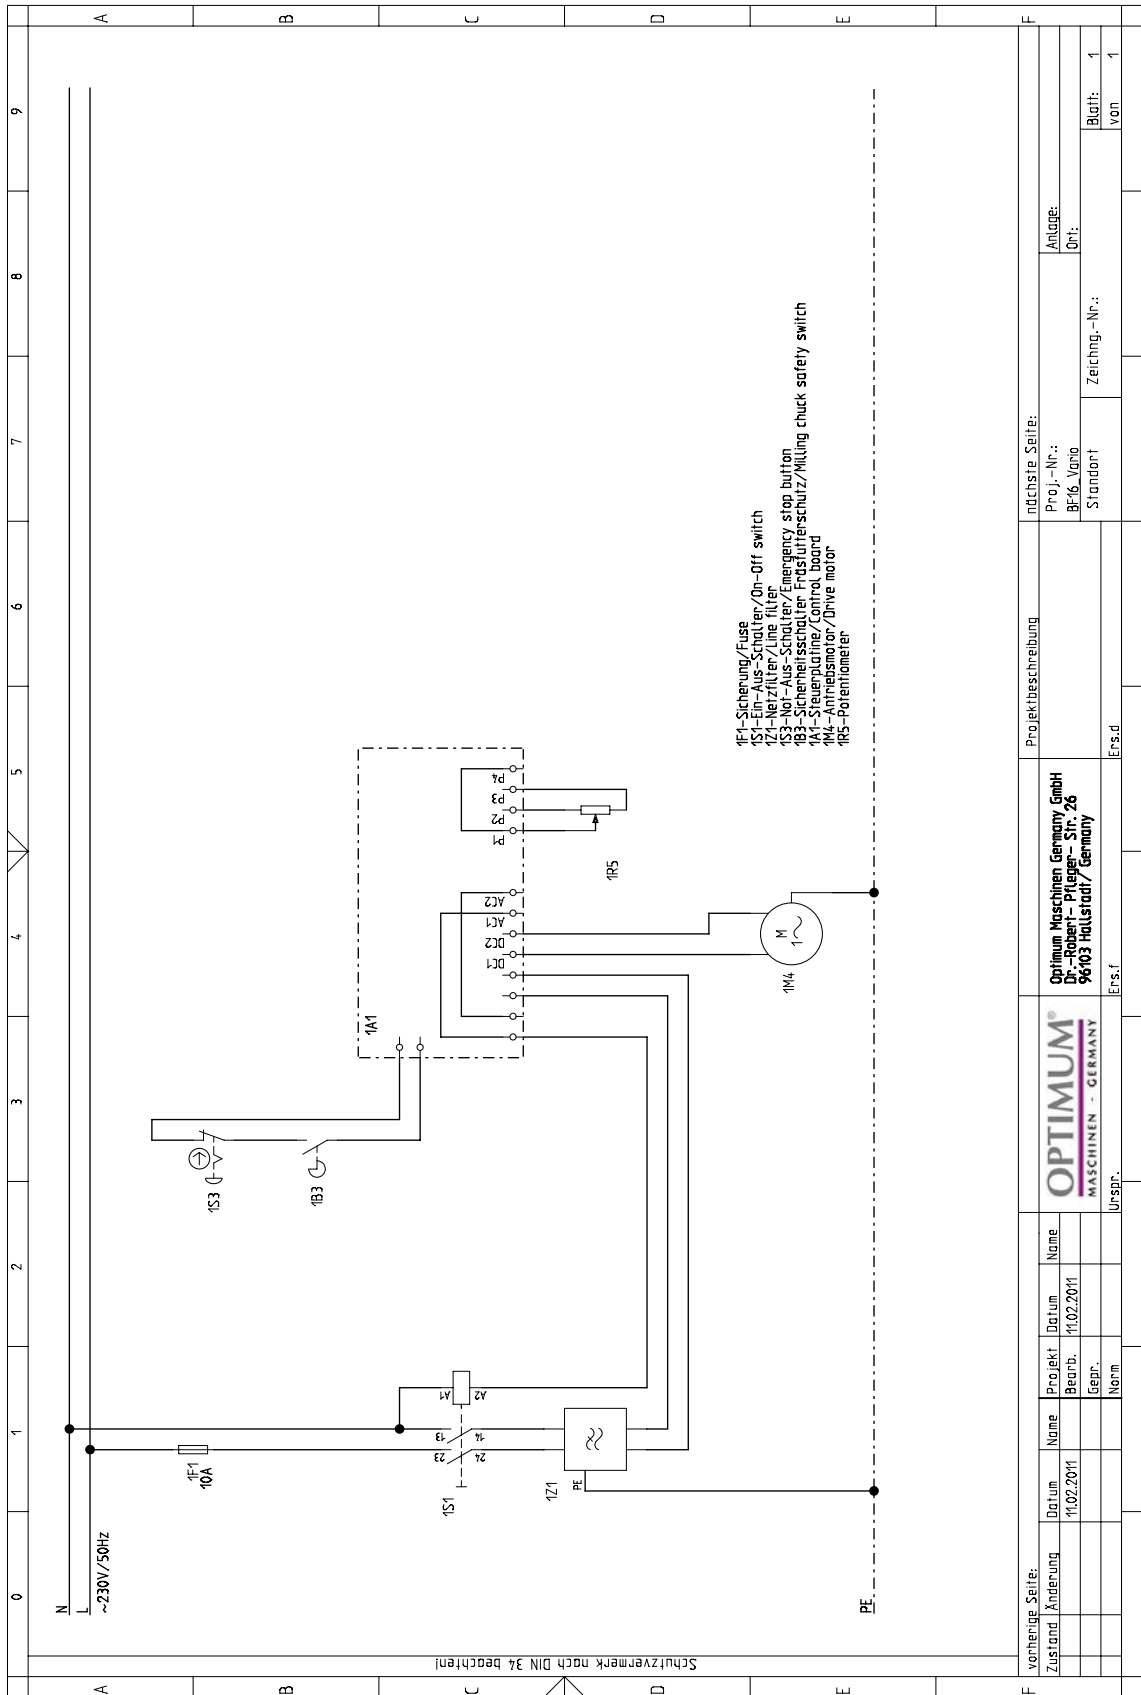 0 1 2 3 4 5 6 7 8 9
A
B
C
D
E
F
A
B
C
D
E
F
Schutzvermerk nach DIN 34 beachten!
N
L
~230V/50Hz
1F1
10A
1S1
23 13
24 14
A1
A2
1Z1
PE
1S3
1B3
1A1
DC1 DC2 AC1 AC2
P1 P2 P3 P4
1R5
1M4
M
1~
PE
1F1-Sicherung/Fuse
1S1-Ein-Aus-Schalter/On-Off switch
1Z1-Netzfilter/Line filter
1S3-Not-Aus-Schalter/Emergency stop button
1B3-Sicherheitsschalter Fräsfutterschutz/Milling chuck safety switch
1A1-Steuerplatine/Control board
1M4-Antriebsmotor/Drive motor
1R5-Potentiometer
vorherige Seite:
Zustand Änderung Datum Name
11.02.2011
Projekt Datum Name
Bearb. 11.02.2011
Gepr.
Norm
OPTIMUM®
MASCHINEN - GERMANY
Urspr.
Optimum Maschinen Germany GmbH
Dr.-Robert- Pfleger- Str. 26
96103 Hallstadt/ Germany
Ers.f
Ers.d
Projektbeschreibung
nächste Seite:
Proj.-Nr.:
BF16_Vario
Standort
Zeichng.-Nr.:
Anlage:
Ort:
Blatt: 1
von 1